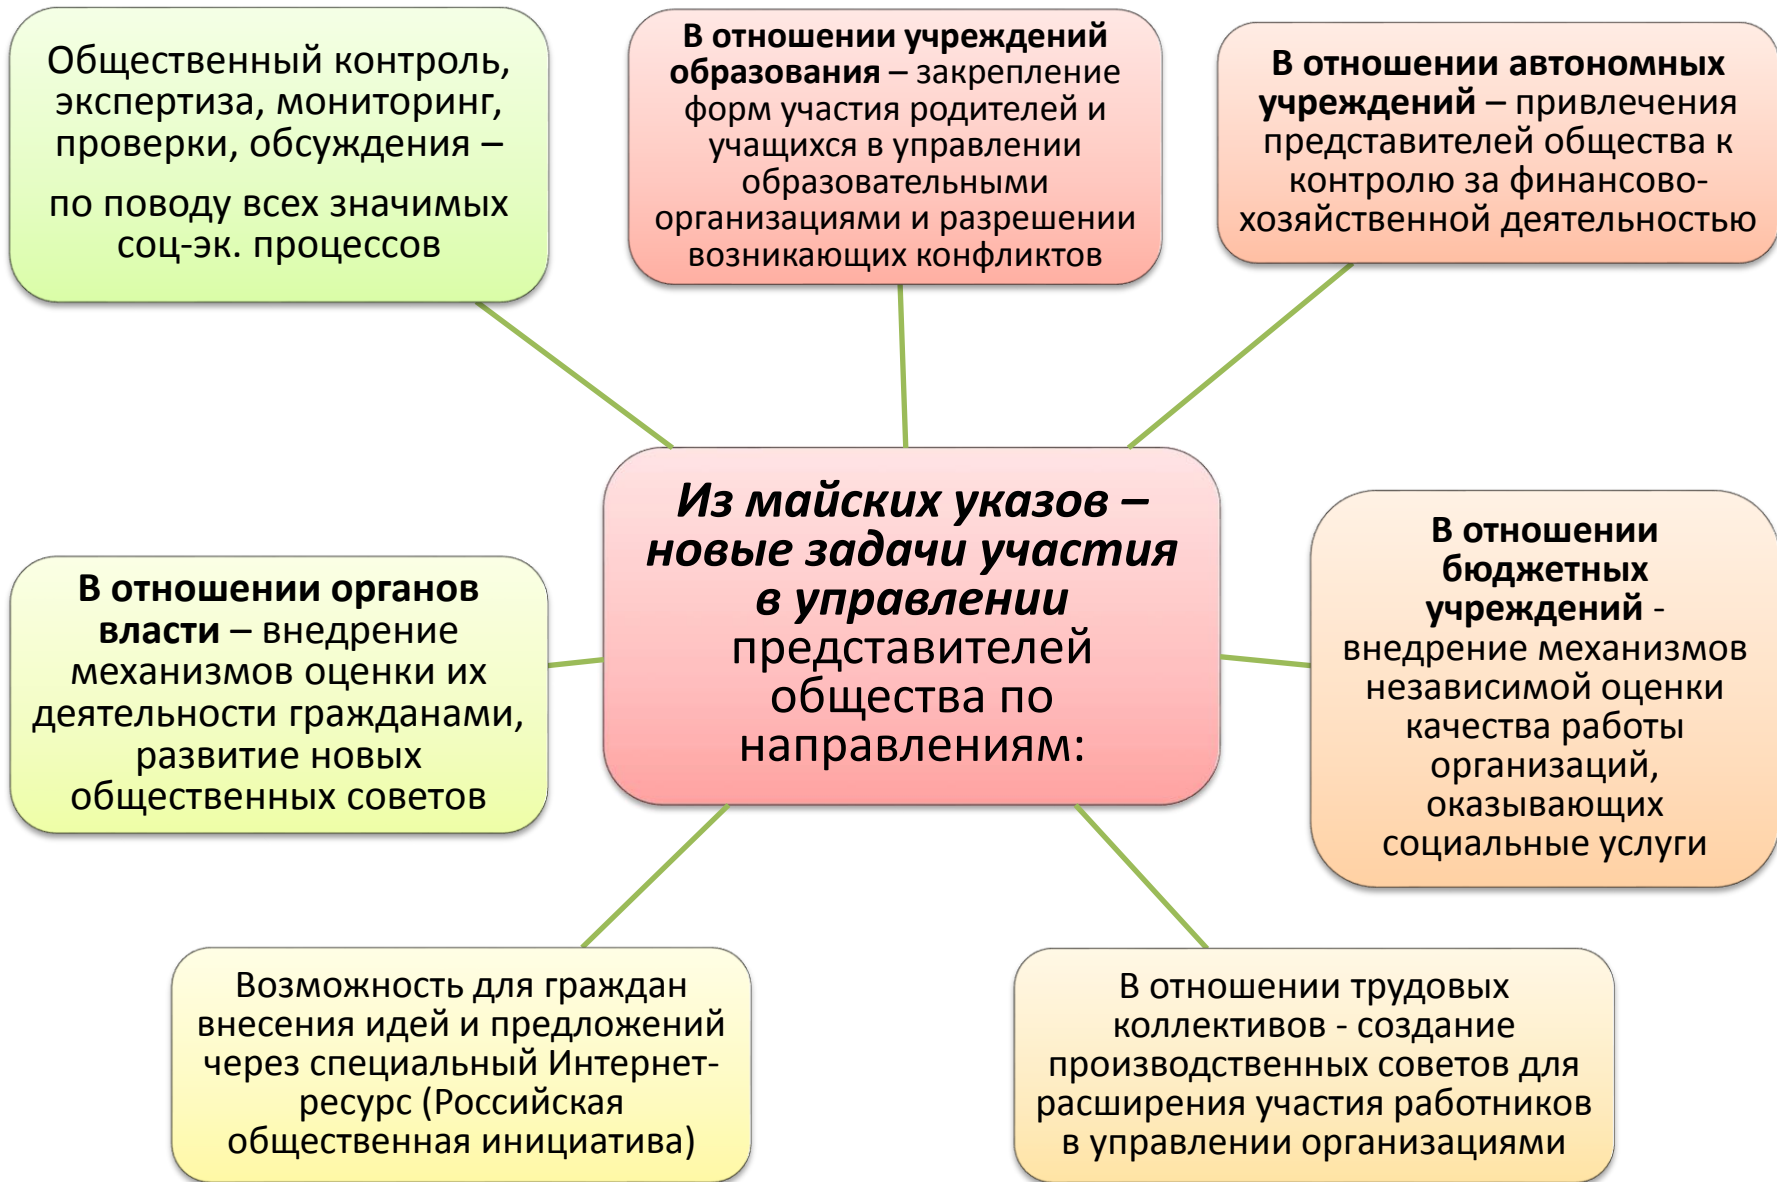 Общественный контроль,
экспертиза, мониторинг,
проверки, обсуждения –
по поводу всех значимых
соц-эк. процессов
В отношении учреждений
образования – закрепление
форм участия родителей и
учащихся в управлении
образовательными
организациями и разрешении
возникающих конфликтов
В отношении автономных
учреждений – привлечения
представителей общества к
контролю за финансово-
хозяйственной деятельностью
Из майских указов –
новые задачи участия
в управлении
представителей
общества по
направлениям:
В отношении органов
власти – внедрение
механизмов оценки их
деятельности гражданами,
развитие новых
общественных советов
В отношении
бюджетных
учреждений -
внедрение механизмов
независимой оценки
качества работы
организаций,
оказывающих
социальные услуги
Возможность для граждан
внесения идей и предложений
через специальный Интернет-
ресурс (Российская
общественная инициатива)
В отношении трудовых
коллективов - создание
производственных советов для
расширения участия работников
в управлении организациями